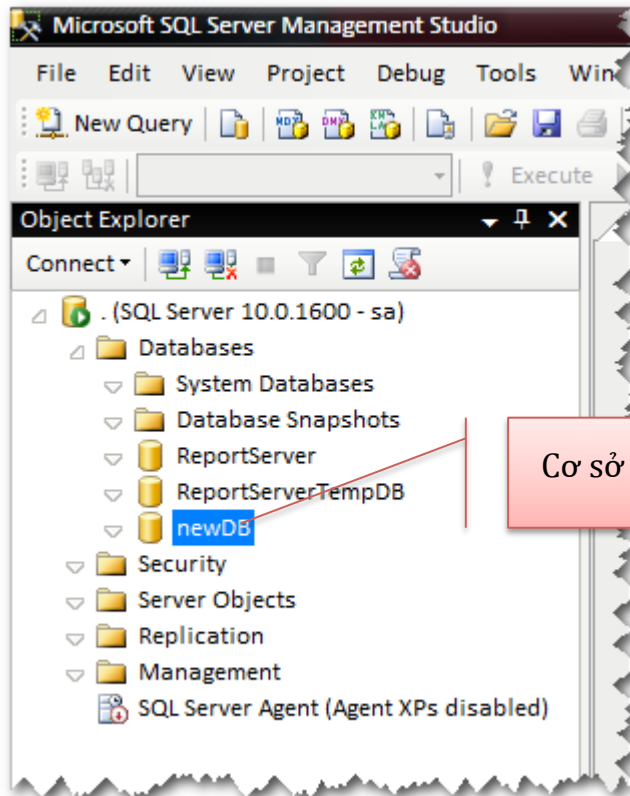 Microsoft SQL Server Management Studio
File Edit View Project Debug Tools Win
New Query
Execute
Object Explorer
Connect
. (SQL Server 10.0.1600 - sa)
Databases
System Databases
Database Snapshots
ReportServer
ReportServerTempDB
Cơ sở
newDB
Security
Server Objects
Replication
Management
SQL Server Agent (Agent XPs disabled)